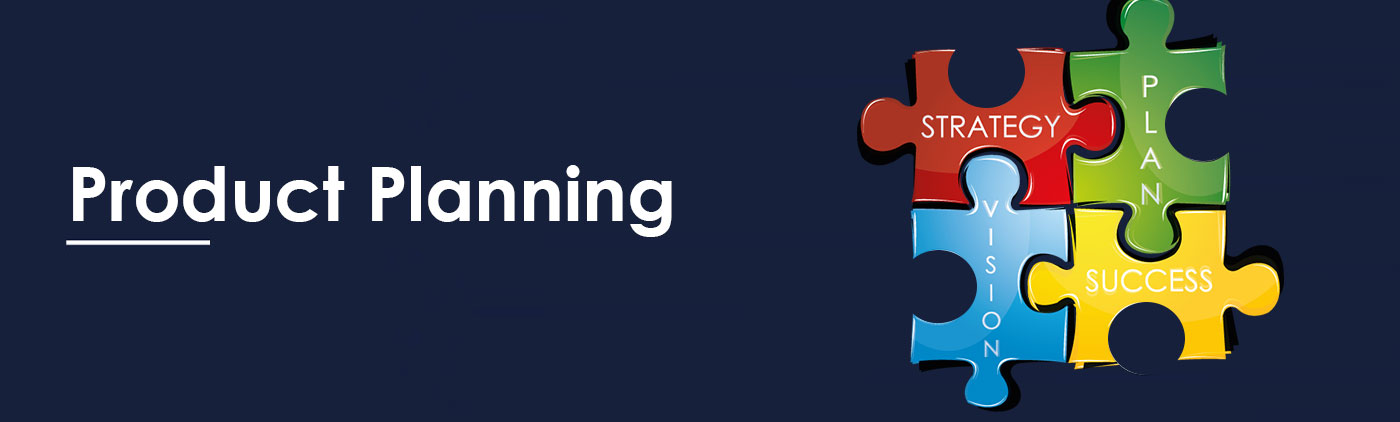 Product Planning
STRATEGY
PLAN
VISION
SUCCESS